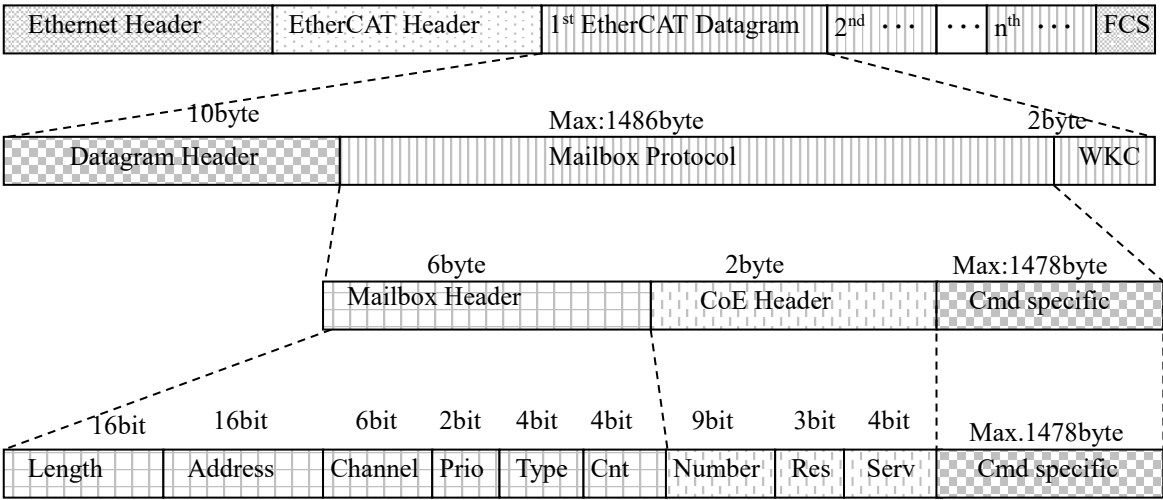 Ethernet Header EtherCAT Header 1st EtherCAT Datagram 2nd ··· ··· nth ··· FCS
10byte Max:1486byte 2byte
Datagram Header Mailbox Protocol WKC
6byte 2byte Max:1478byte
Mailbox Header CoE Header Cmd specific
16bit 16bit 6bit 2bit 4bit 4bit 9bit 3bit 4bit Max.1478byte
Length Address Channel Prio Type Cnt Number Res Serv Cmd specific